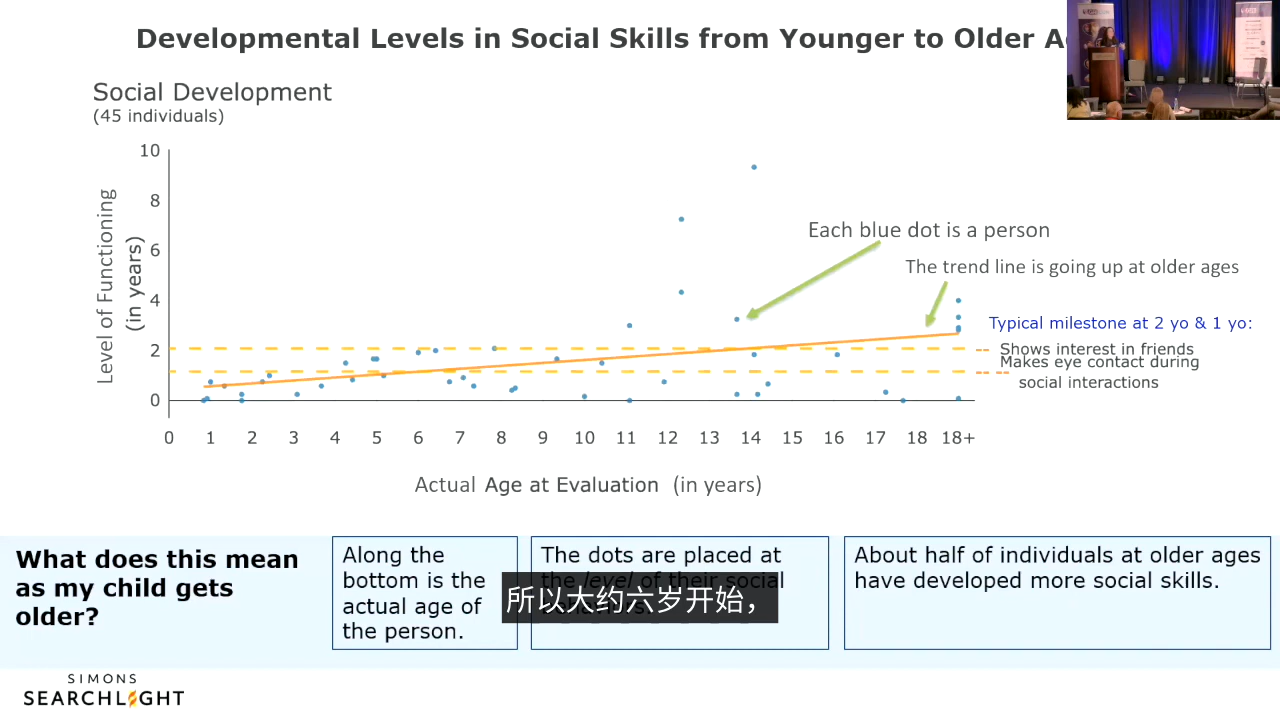 Developmental Levels in Social Skills from Younger to Older A
Social Development
(45 individuals)
Level of Functioning
(in years)
10
8
6
4
2
0
Each blue dot is a person
The trend line is going up at older ages
Typical milestone at 2 yo & 1 yo:
Shows interest in friends
Makes eye contact during
social interactions
0 1 2 3 4 5 6 7 8 9 10 11 12 13 14 15 16 17 18 18+
Actual Age at Evaluation (in years)
What does this mean
as my child gets
older?
Along the
bottom is the
actual age of
the person.
The dots are placed at
the level of their social
所以大约六岁开始，
About half of individuals at older ages
have developed more social skills.
SIMONS
SEARCHLIGHT